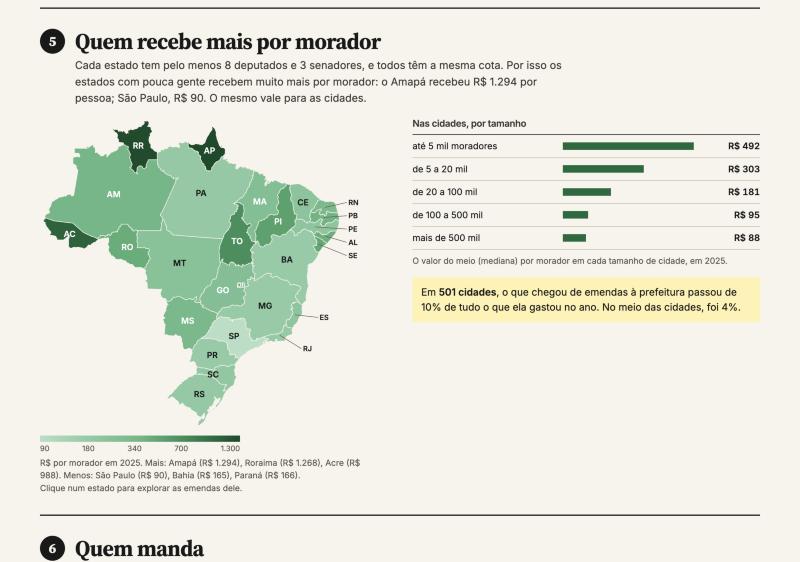 5
Quem recebe mais por morador
Cada estado tem pelo menos 8 deputados e 3 senadores, e todos têm a mesma cota. Por isso os
estados com pouca gente recebem muito mais por morador: o Amapá recebeu R$ 1.294 por
pessoa; São Paulo, R$ 90. O mesmo vale para as cidades.
RR
AP
AM
PA
MA
CE
RN
PB
PI
PE
AC
TO
AL
RO
SE
MT
BA
GO
DF
MG
MS
ES
SP
RJ
PR
SC
RS
90 180 340 700 1.300
R$ por morador em 2025. Mais: Amapá (R$ 1.294), Roraima (R$ 1.268), Acre (R$
988). Menos: São Paulo (R$ 90), Bahia (R$ 165), Paraná (R$ 166).
Clique num estado para explorar as emendas dele.
Nas cidades, por tamanho
até 5 mil moradores R$ 492
de 5 a 20 mil R$ 303
de 20 a 100 mil R$ 181
de 100 a 500 mil R$ 95
mais de 500 mil R$ 88
O valor do meio (mediana) por morador em cada tamanho de cidade, em 2025.
Em 501 cidades, o que chegou de emendas à prefeitura passou de
10% de tudo o que ela gastou no ano. No meio das cidades, foi 4%.
6
Quem manda